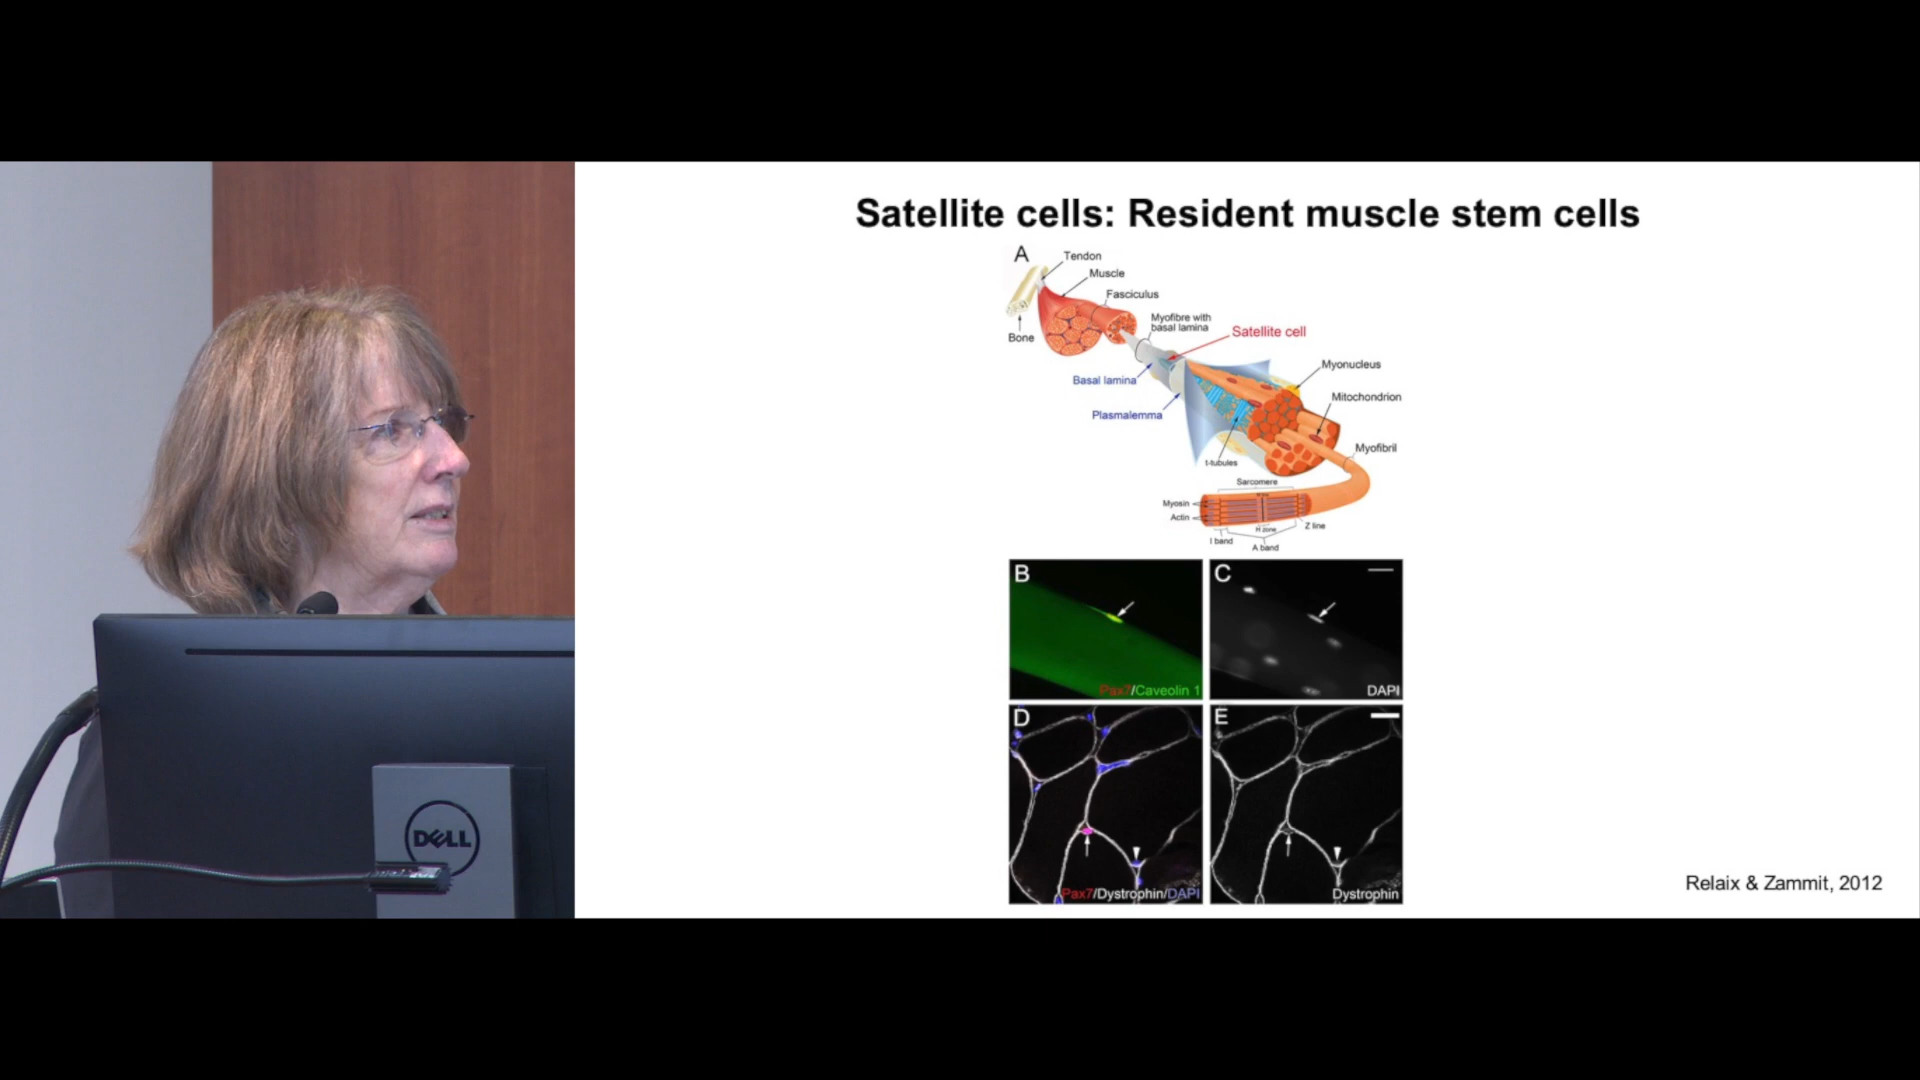 Satellite cells: Resident muscle stem cells
A
Tendon
Muscle
Fasciculus
Bone
Myofibre with
basal lamina
Satellite cell
Basal lamina
Plasmalemma
Myonucleus
Mitochondrion
Myofibril
t-tubules
Sarcomere
Myosin
Actin
H zone
Z line
I band
A band
B
Pax7/Caveolin 1
C
DAPI
D
Pax7/Dystrophin/DAPI
E
Dystrophin
Relaix & Zammit, 2012
DELL